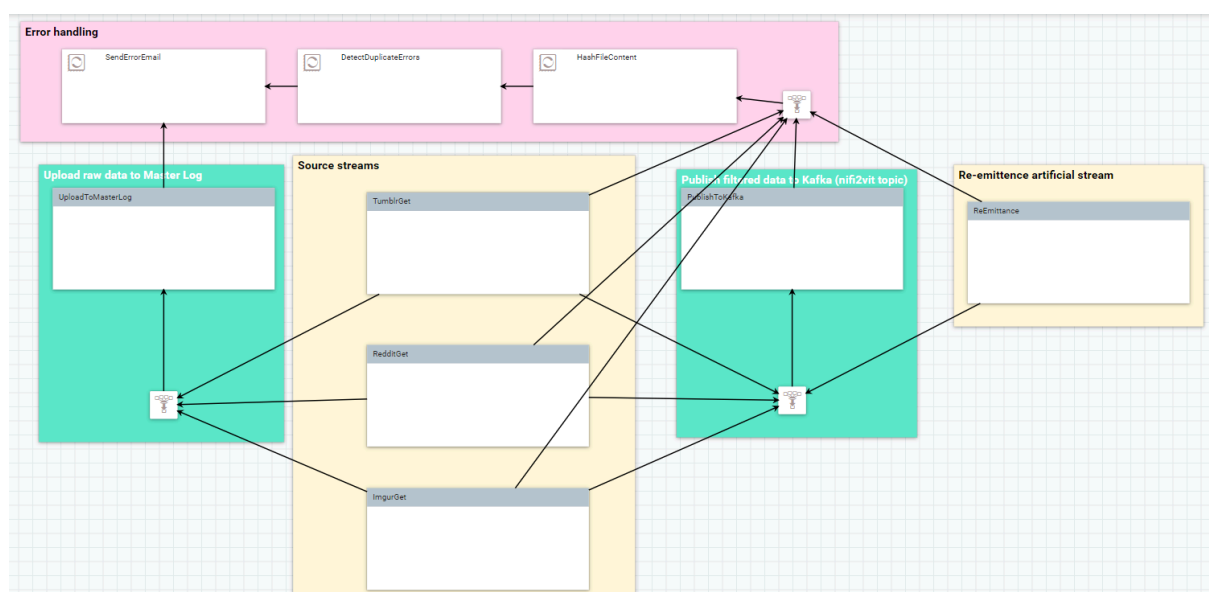 Error handling
SendErrorEmail
DetectDuplicateErrors
HashFileContent
Upload raw data to Master Log
UploadToMasterLog
Source streams
TumblrGet
RedditGet
ImgurGet
Publish filtered data to Kafka (nifi2vit topic)
PublishToKafka
Re-emittence artificial stream
ReEmittance